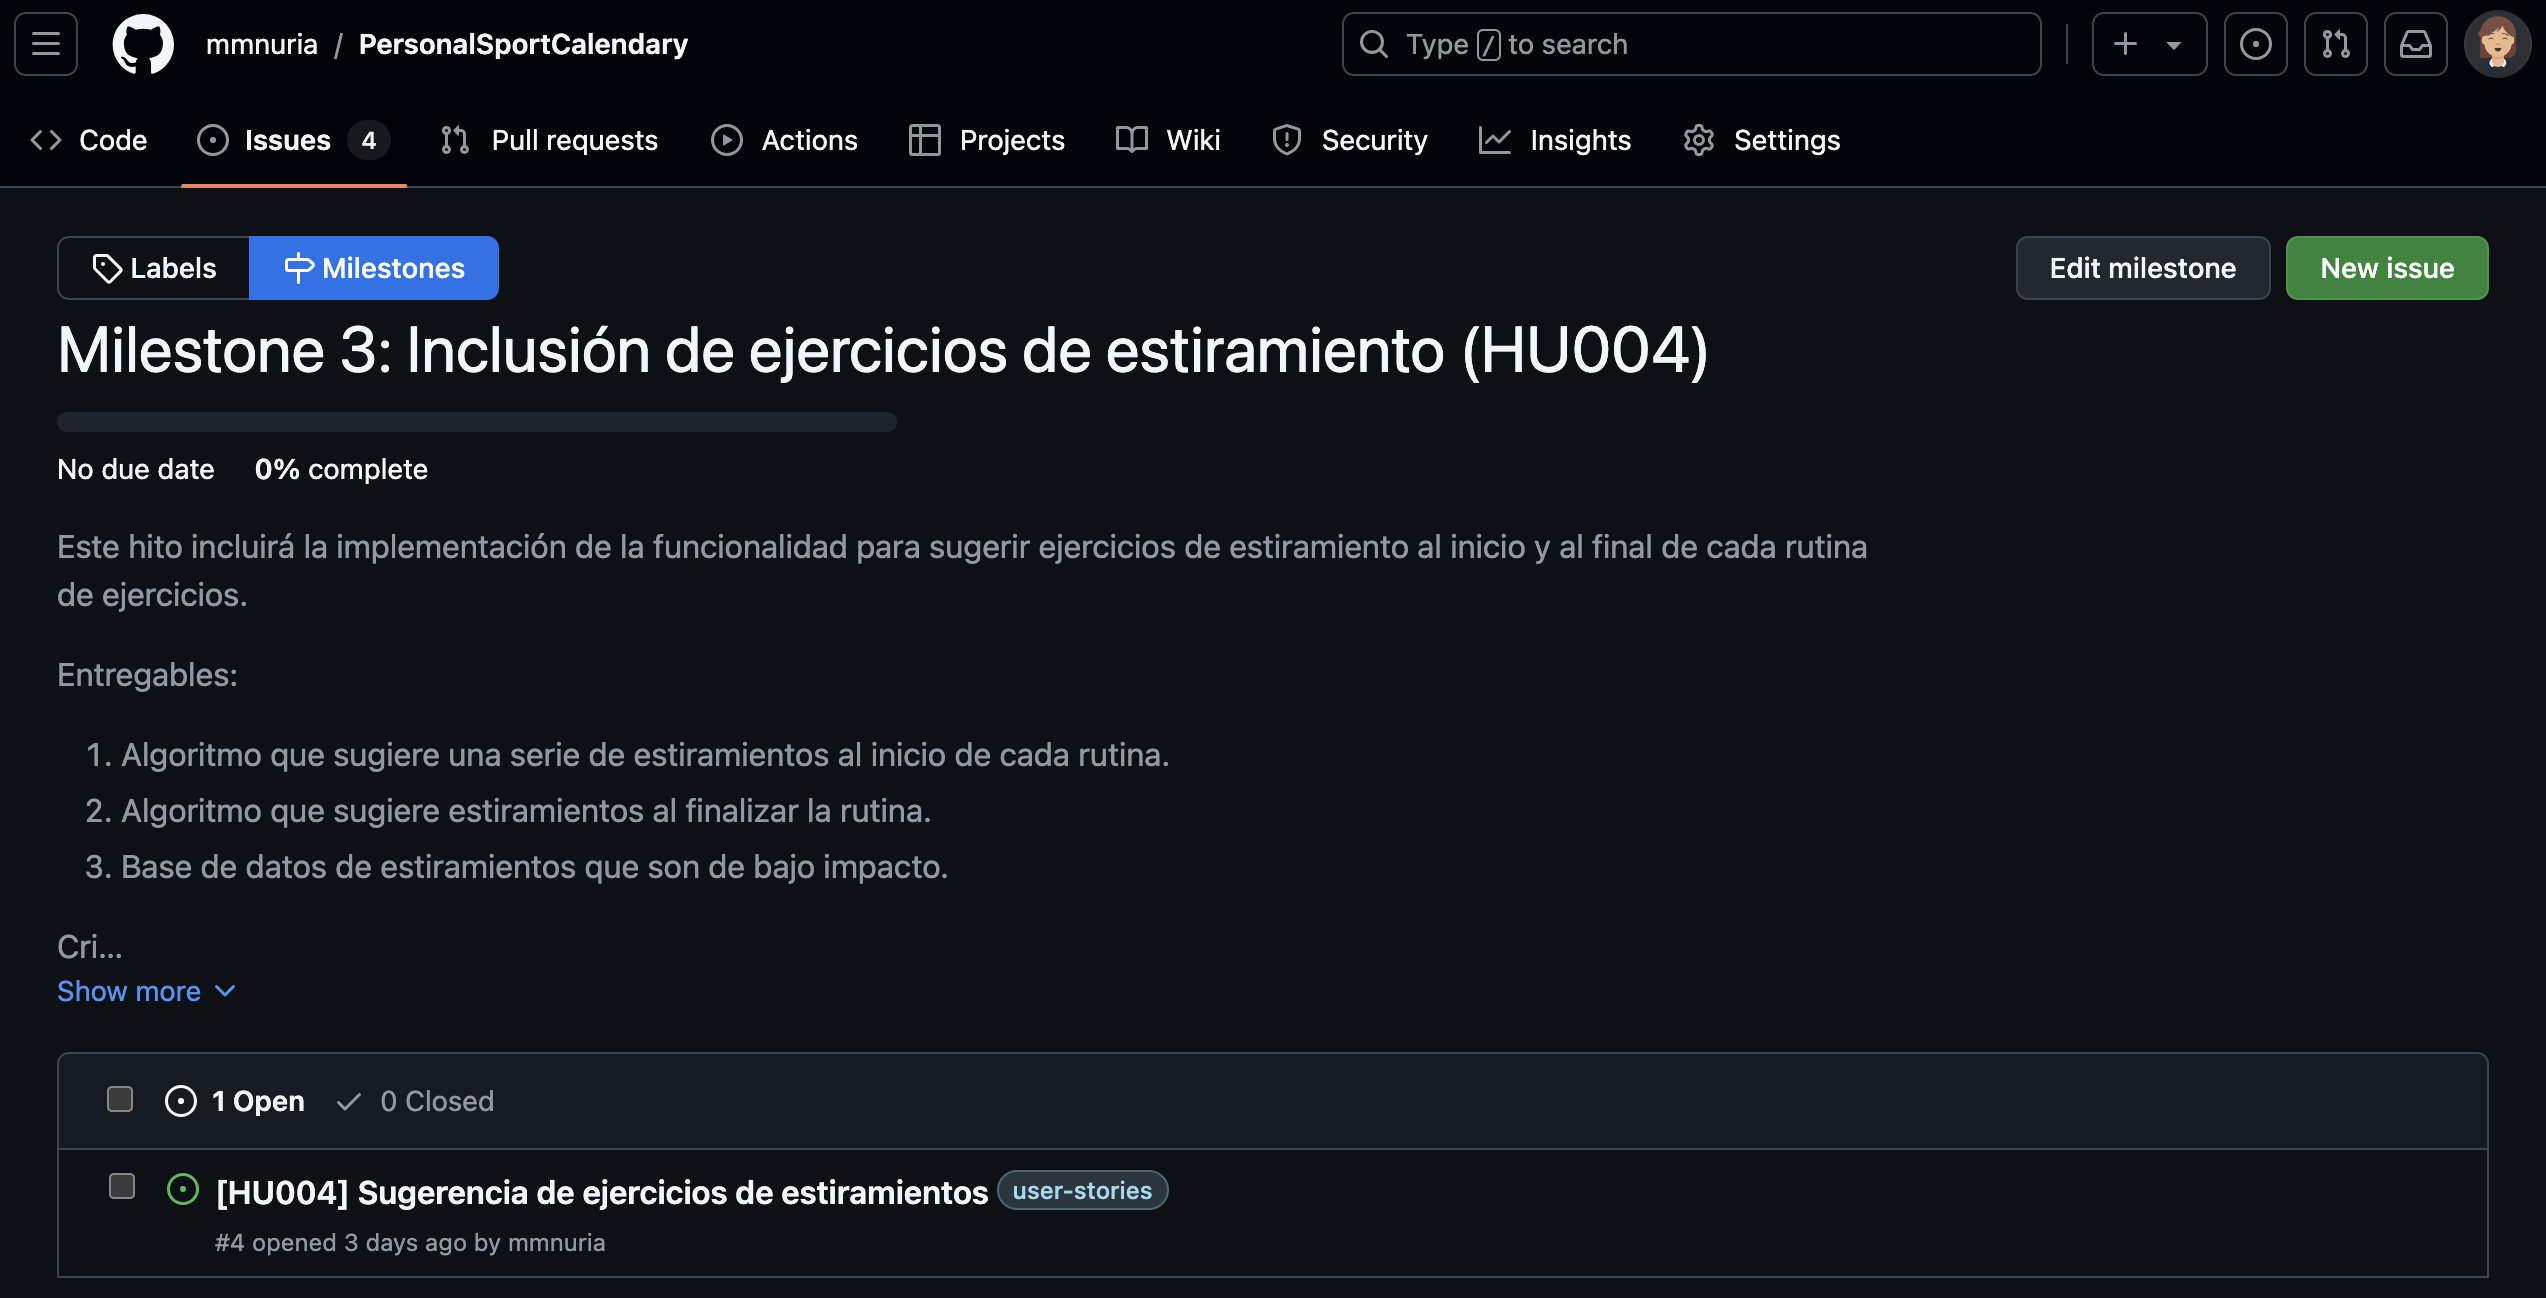 mmnuria / PersonalSportCalendary
Type / to search
Code
Issues 4
Pull requests
Actions
Projects
Wiki
Security
Insights
Settings
Labels
Milestones
Edit milestone
New issue
Milestone 3: Inclusión de ejercicios de estiramiento (HU004)
No due date 0% complete
Este hito incluirá la implementación de la funcionalidad para sugerir ejercicios de estiramiento al inicio y al final de cada rutina
de ejercicios.
Entregables:
1. Algoritmo que sugiere una serie de estiramientos al inicio de cada rutina.
2. Algoritmo que sugiere estiramientos al finalizar la rutina.
3. Base de datos de estiramientos que son de bajo impacto.
Cri...
Show more
1 Open 0 Closed
[HU004] Sugerencia de ejercicios de estiramientos user-stories
#4 opened 3 days ago by mmnuria